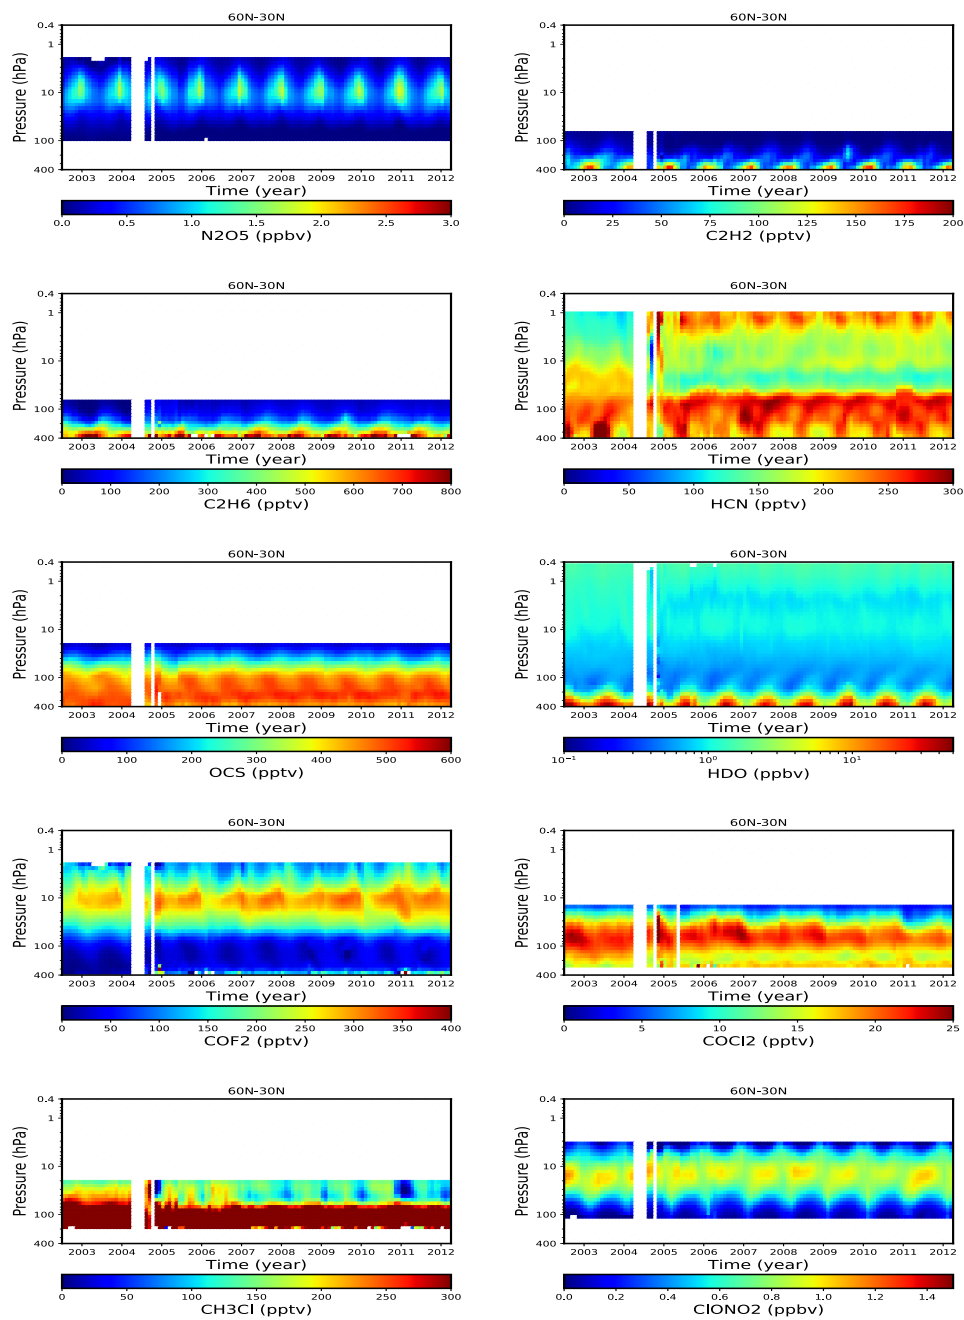 60N-30N
Pressure (hPa)
0.4
1
10
100
400
2003 2004 2005 2006 2007 2008 2009 2010 2011 2012
Time (year)
0.0 0.5 1.0 1.5 2.0 2.5 3.0
N2O5 (ppbv)
60N-30N
Pressure (hPa)
0.4
1
10
100
400
2003 2004 2005 2006 2007 2008 2009 2010 2011 2012
Time (year)
0 25 50 75 100 125 150 175 200
C2H2 (pptv)
60N-30N
Pressure (hPa)
0.4
1
10
100
400
2003 2004 2005 2006 2007 2008 2009 2010 2011 2012
Time (year)
0 100 200 300 400 500 600 700 800
C2H6 (pptv)
60N-30N
Pressure (hPa)
0.4
1
10
100
400
2003 2004 2005 2006 2007 2008 2009 2010 2011 2012
Time (year)
0 50 100 150 200 250 300
HCN (pptv)
60N-30N
Pressure (hPa)
0.4
1
10
100
400
2003 2004 2005 2006 2007 2008 2009 2010 2011 2012
Time (year)
0 100 200 300 400 500 600
OCS (pptv)
60N-30N
Pressure (hPa)
0.4
1
10
100
400
2003 2004 2005 2006 2007 2008 2009 2010 2011 2012
Time (year)
10⁻¹ 10⁰ 10¹
HDO (ppbv)
60N-30N
Pressure (hPa)
0.4
1
10
100
400
2003 2004 2005 2006 2007 2008 2009 2010 2011 2012
Time (year)
0 50 100 150 200 250 300 350 400
COF2 (pptv)
60N-30N
Pressure (hPa)
0.4
1
10
100
400
2003 2004 2005 2006 2007 2008 2009 2010 2011 2012
Time (year)
0 5 10 15 20 25
COCl2 (pptv)
60N-30N
Pressure (hPa)
0.4
1
10
100
400
2003 2004 2005 2006 2007 2008 2009 2010 2011 2012
Time (year)
0 50 100 150 200 250 300
CH3Cl (pptv)
60N-30N
Pressure (hPa)
0.4
1
10
100
400
2003 2004 2005 2006 2007 2008 2009 2010 2011 2012
Time (year)
0.0 0.2 0.4 0.6 0.8 1.0 1.2 1.4
ClONO2 (ppbv)